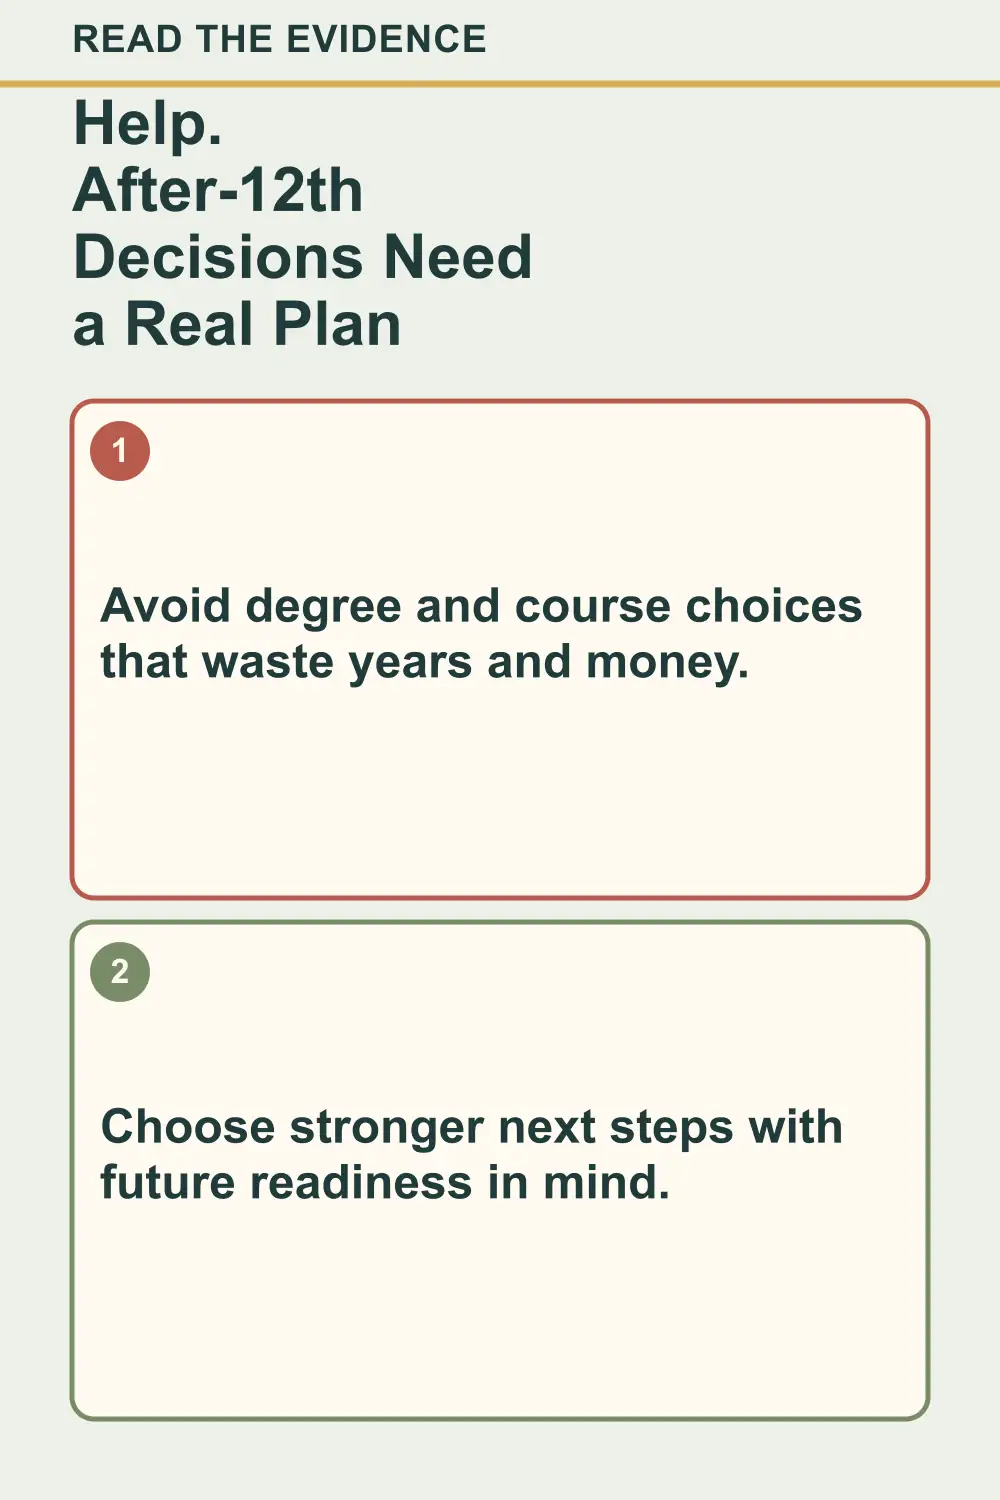 READ THE EVIDENCE
Help.
After-12th
Decisions Need
a Real Plan
1
Avoid degree and course choices
that waste years and money.
2
Choose stronger next steps with
future readiness in mind.